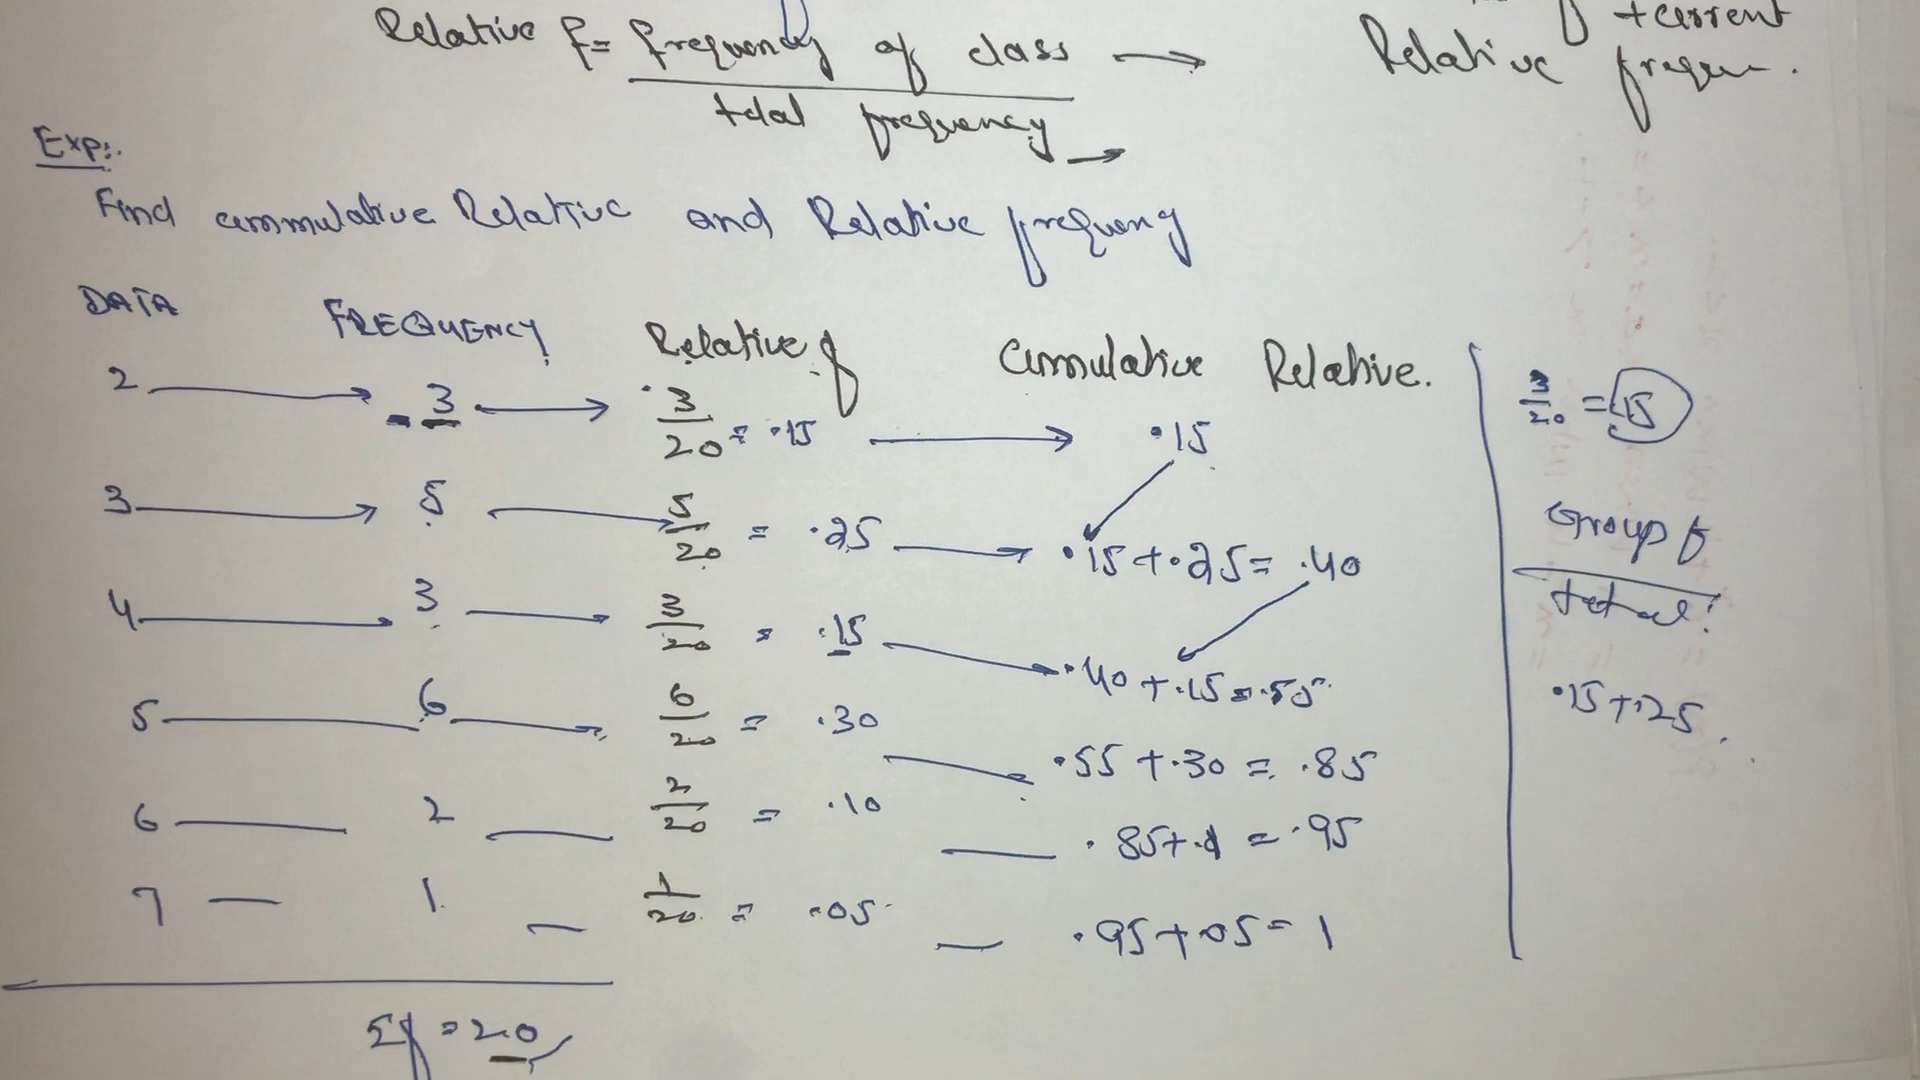 +current
Relative f = frequency of class → Relative freque.
total frequency →
Exp:
Find cummulative Relative and Relative frequency
DATA FREQUENCY Relative f Cummulative Relative.
2 → 3 → 3/20 = .15 → .15
3 → 5 → 5/20 = .25 → .15+.25 = .40
4 → 3 → 3/20 = .15 → .40+.15 = .55
5 — 6 → 6/20 = .30 → .55+.30 = .85
6 — 2 — 2/20 = .10 — .85+.1 = .95
7 — 1 — 1/20 = .05 — .95+05 = 1
Σf = 20
3/20 = .15
Group f
total
.15+.25